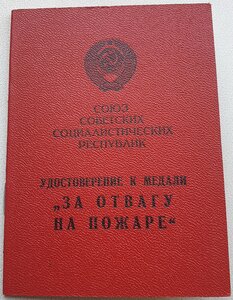 СОЮЗ
СОВЕТСКИХ
СОЦИАЛИСТИЧЕСКИХ
РЕСПУБЛИК
УДОСТОВЕРЕНИЕ К МЕДАЛИ
„ЗА ОТВАГУ
НА ПОЖАРЕ“